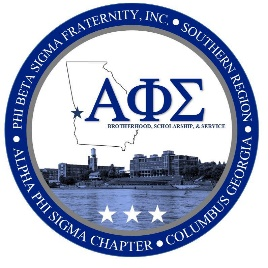 • PHI BETA SIGMA FRATERNITY, INC. • SOUTHERN REGION •
ΑΦΣ
BROTHERHOOD, SCHOLARSHIP, & SERVICE
ALPHA PHI SIGMA CHAPTER • COLUMBUS GEORGIA